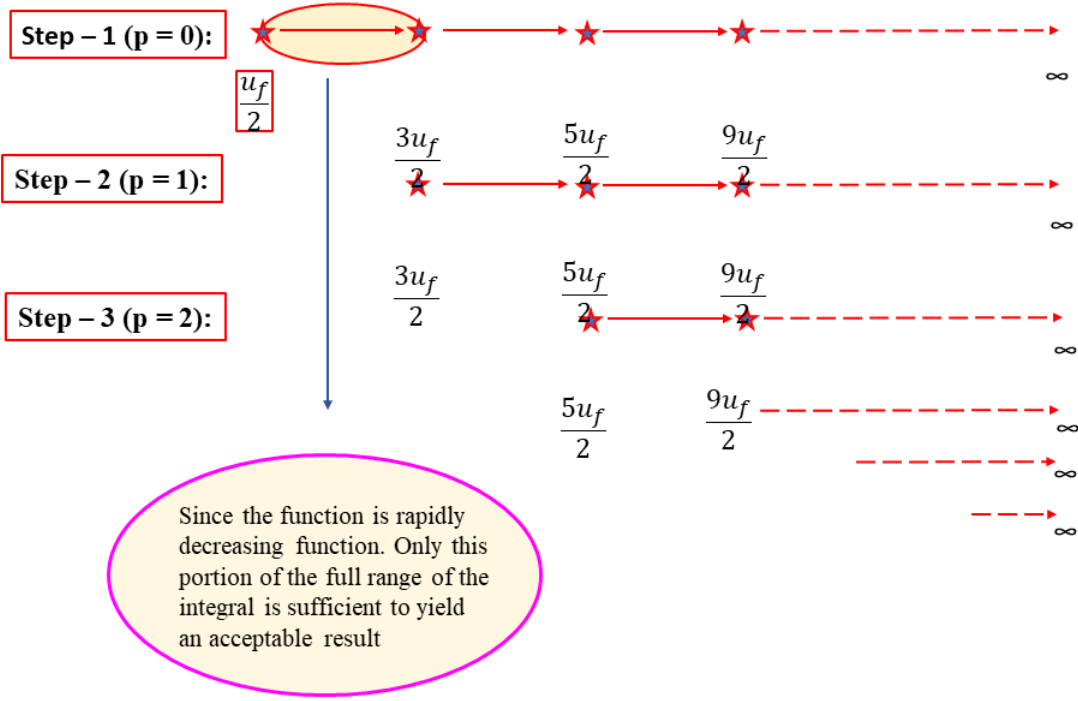 Step – 1 (p = 0):
∞
u_f/2
3u_f/2 5u_f/2 9u_f/2
Step – 2 (p = 1):
∞
3u_f/2 5u_f/2 9u_f/2
Step – 3 (p = 2):
∞
5u_f/2 9u_f/2
∞
∞
∞
Since the function is rapidly
decreasing function. Only this
portion of the full range of the
integral is sufficient to yield
an acceptable result